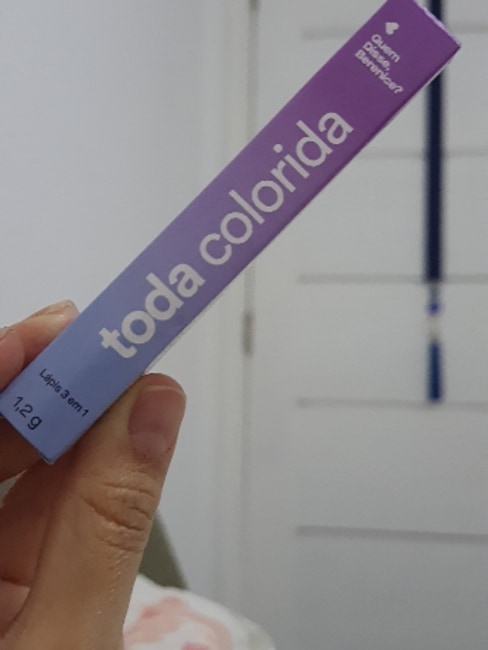 Quem
Disse,
Berenice?
toda colorida
Lápis 3 em 1
1,2 g